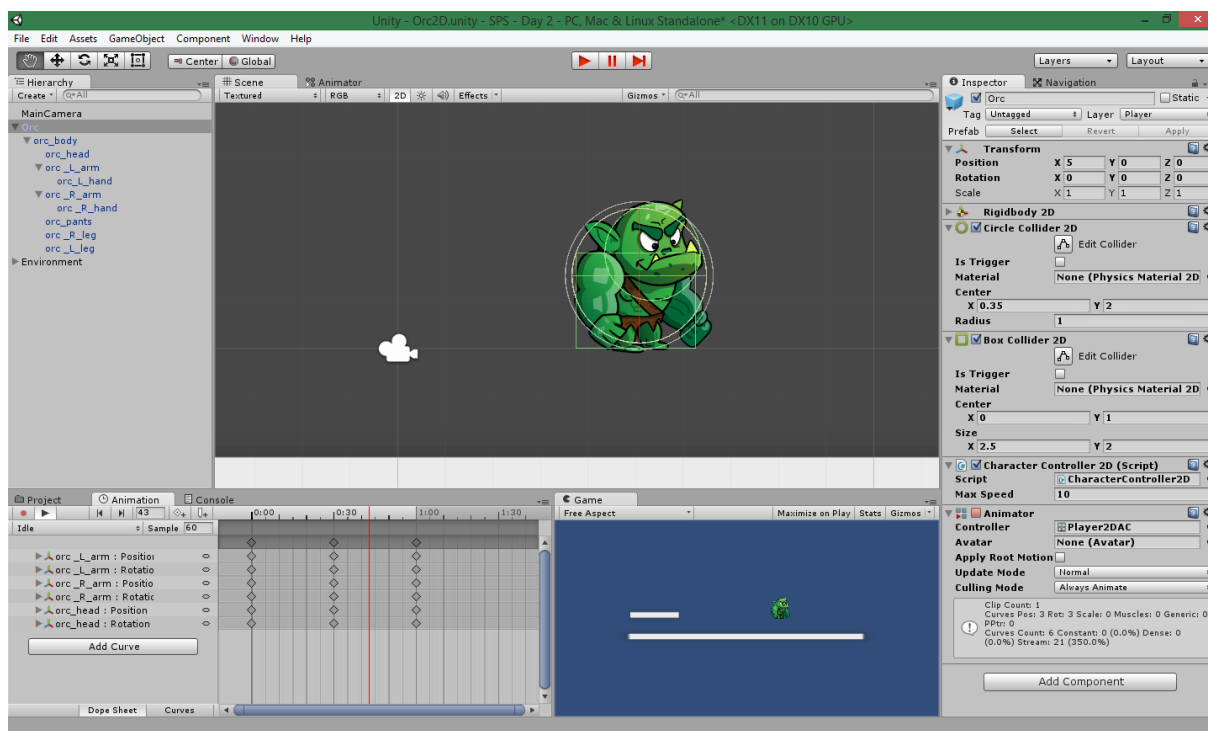 Unity - Orc2D.unity - SPS - Day 2 - PC, Mac & Linux Standalone* <DX11 on DX10 GPU>
File Edit Assets GameObject Component Window Help
Center Global Layers Layout
Hierarchy
Create All
MainCamera
Orc
orc_body
orc_head
orc _L_arm
orc_L_hand
orc _R_arm
orc _R_hand
orc_pants
orc _R_leg
orc _L_leg
Environment
Scene Animator
Textured RGB 2D Effects Gizmos All
Inspector Navigation
Orc Static
Tag Untagged Layer Player
Prefab Select Revert Apply
Transform
Position X 5 Y 0 Z 0
Rotation X 0 Y 0 Z 0
Scale X 1 Y 1 Z 1
Rigidbody 2D
Circle Collider 2D
Edit Collider
Is Trigger
Material None (Physics Material 2D
Center
X 0.35 Y 2
Radius 1
Box Collider 2D
Edit Collider
Is Trigger
Material None (Physics Material 2D
Center
X 0 Y 1
Size
X 2.5 Y 2
Character Controller 2D (Script)
Script CharacterController2D
Max Speed 10
Animator
Controller Player2DAC
Avatar None (Avatar)
Apply Root Motion
Update Mode Normal
Culling Mode Always Animate
Clip Count: 1
Curves Pos: 3 Rot: 3 Scale: 0 Muscles: 0 Generic: 0
PPtr: 0
Curves Count: 6 Constant: 0 (0.0%) Dense: 0
(0.0%) Stream: 21 (350.0%)
Add Component
Project Animation Console
43 0:00 0:30 1:00 1:30
Idle Sample 60
orc _L_arm : Position
orc _L_arm : Rotatio
orc _R_arm : Positio
orc _R_arm : Rotatic
orc_head : Position
orc_head : Rotation
Add Curve
Dope Sheet Curves
Game
Free Aspect Maximize on Play Stats Gizmos